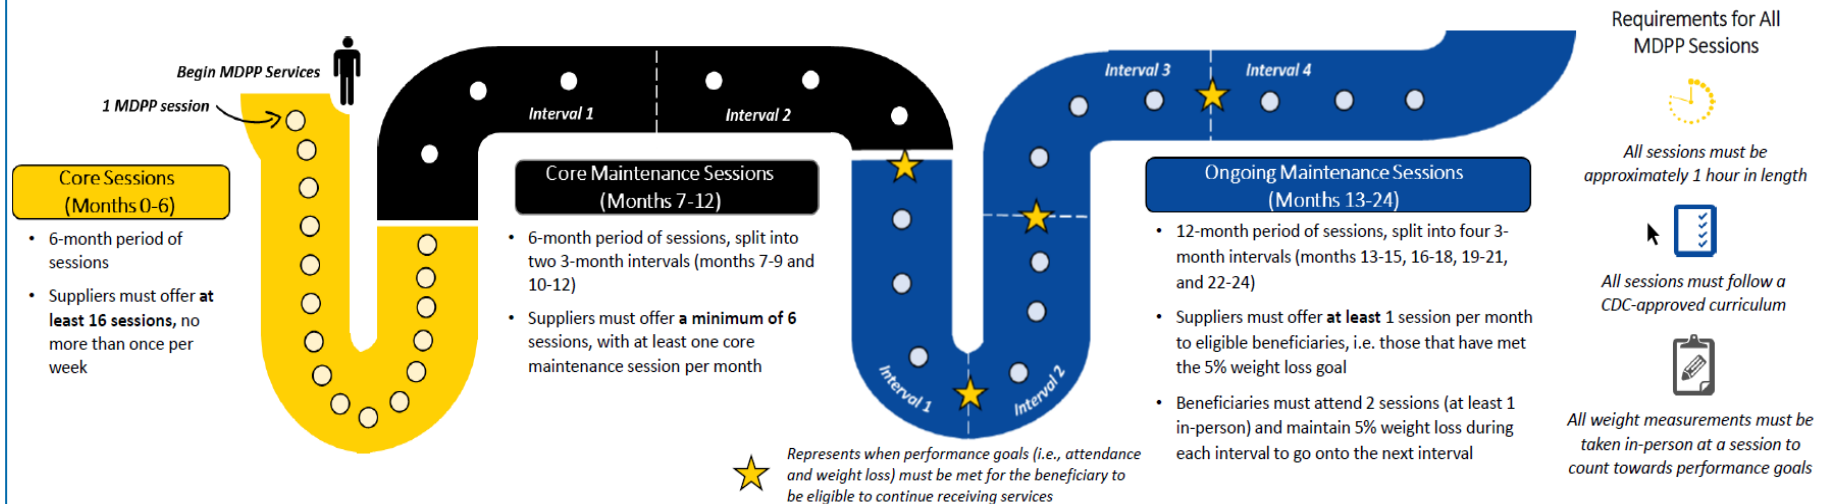 Begin MDPP Services
1 MDPP session
Core Sessions
(Months 0-6)
• 6-month period of
sessions
• Suppliers must offer at
least 16 sessions, no
more than once per
week
Interval 1
Interval 2
Core Maintenance Sessions
(Months 7-12)
• 6-month period of sessions, split into
two 3-month intervals (months 7-9 and
10-12)
• Suppliers must offer a minimum of 6
sessions, with at least one core
maintenance session per month
Interval 1
Interval 2
Interval 3
Interval 4
Ongoing Maintenance Sessions
(Months 13-24)
• 12-month period of sessions, split into four 3-
month intervals (months 13-15, 16-18, 19-21,
and 22-24)
• Suppliers must offer at least 1 session per month
to eligible beneficiaries, i.e. those that have met
the 5% weight loss goal
• Beneficiaries must attend 2 sessions (at least 1
in-person) and maintain 5% weight loss during
each interval to go onto the next interval
Represents when performance goals (i.e., attendance
and weight loss) must be met for the beneficiary to
be eligible to continue receiving services
Requirements for All
MDPP Sessions
All sessions must be
approximately 1 hour in length
All sessions must follow a
CDC-approved curriculum
All weight measurements must be
taken in-person at a session to
count towards performance goals